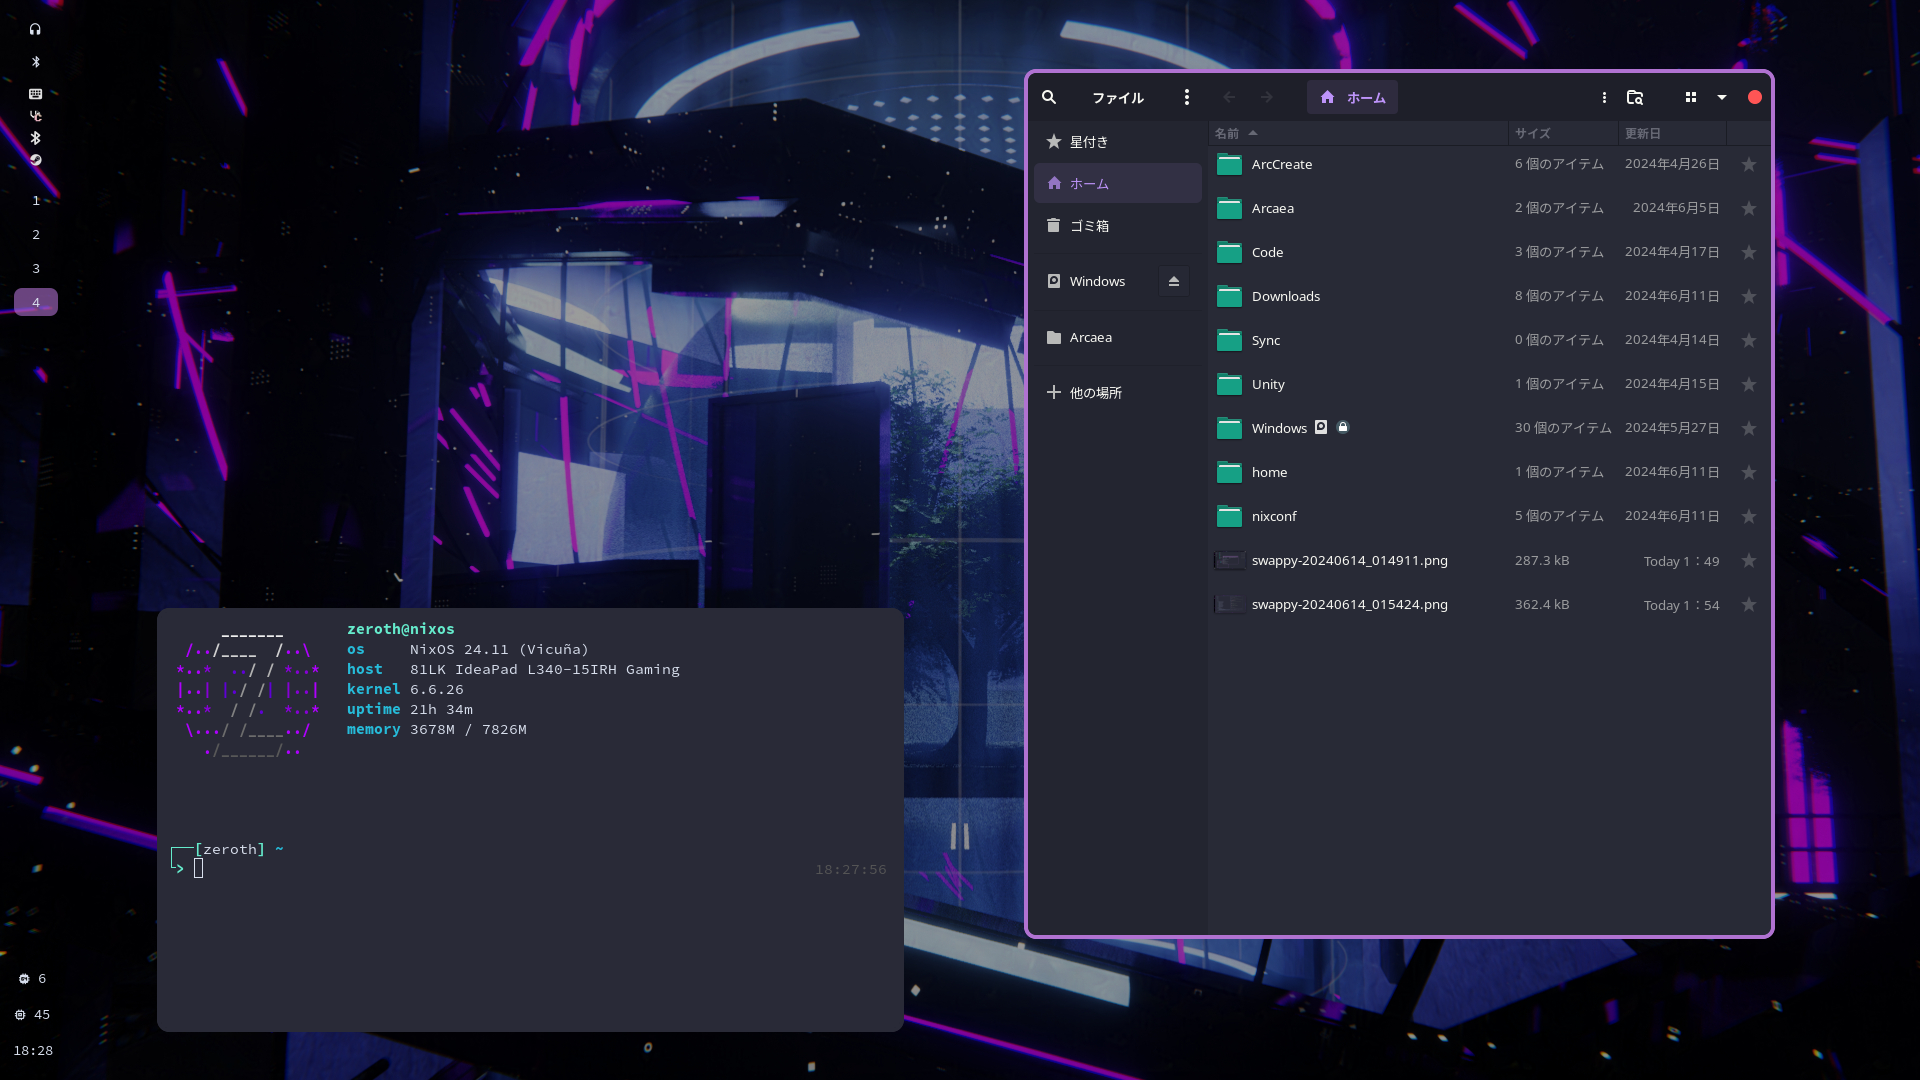 1
2
3
4
6
45
18:28
zeroth@nixos
os NixOS 24.11 (Vicuña)
host 81LK IdeaPad L340-15IRH Gaming
kernel 6.6.26
uptime 21h 34m
memory 3678M / 7826M
[zeroth] ~
> 18:27:56
ファイル
ホーム
星付き
ホーム
ゴミ箱
Windows
Arcaea
他の場所
名前 サイズ 更新日
ArcCreate 6 個のアイテム 2024年4月26日
Arcaea 2 個のアイテム 2024年6月5日
Code 3 個のアイテム 2024年4月17日
Downloads 8 個のアイテム 2024年6月11日
Sync 0 個のアイテム 2024年4月14日
Unity 1 個のアイテム 2024年4月15日
Windows 30 個のアイテム 2024年5月27日
home 1 個のアイテム 2024年6月11日
nixconf 5 個のアイテム 2024年6月11日
swappy-20240614_014911.png 287.3 kB Today 1：49
swappy-20240614_015424.png 362.4 kB Today 1：54